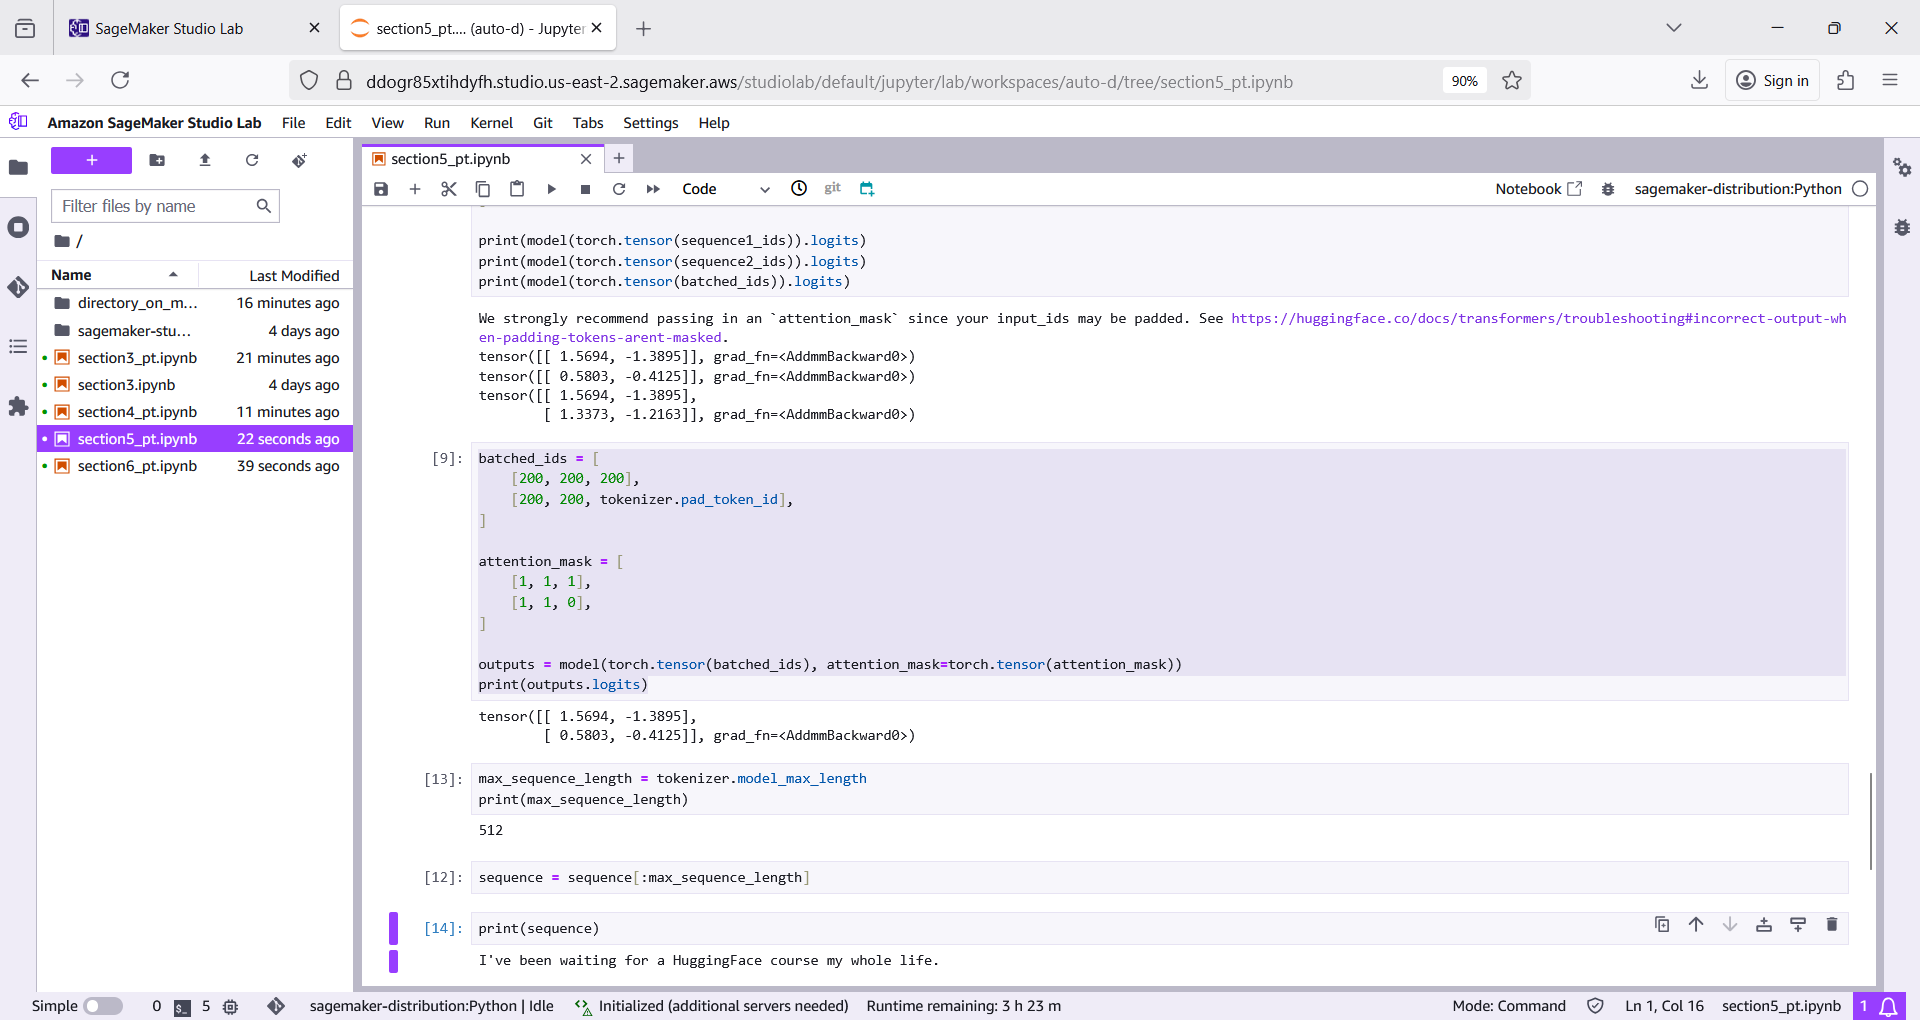 SageMaker Studio Lab
section5_pt.... (auto-d) - Jupyter
ddogr85xtihdyfh.studio.us-east-2.sagemaker.aws/studiolab/default/jupyter/lab/workspaces/auto-d/tree/section5_pt.ipynb
90%
Sign in
Amazon SageMaker Studio Lab File Edit View Run Kernel Git Tabs Settings Help
section5_pt.ipynb
Code
git
Notebook
sagemaker-distribution:Python
Filter files by name
/
Name Last Modified
directory_on_m... 16 minutes ago
sagemaker-stu... 4 days ago
section3_pt.ipynb 21 minutes ago
section3.ipynb 4 days ago
section4_pt.ipynb 11 minutes ago
section5_pt.ipynb 22 seconds ago
section6_pt.ipynb 39 seconds ago
print(model(torch.tensor(sequence1_ids)).logits)
print(model(torch.tensor(sequence2_ids)).logits)
print(model(torch.tensor(batched_ids)).logits)
We strongly recommend passing in an `attention_mask` since your input_ids may be padded. See https://huggingface.co/docs/transformers/troubleshooting#incorrect-output-wh
en-padding-tokens-arent-masked.
tensor([[ 1.5694, -1.3895]], grad_fn=<AddmmBackward0>)
tensor([[ 0.5803, -0.4125]], grad_fn=<AddmmBackward0>)
tensor([[ 1.5694, -1.3895],
        [ 1.3373, -1.2163]], grad_fn=<AddmmBackward0>)
[9]: batched_ids = [
    [200, 200, 200],
    [200, 200, tokenizer.pad_token_id],
]
attention_mask = [
    [1, 1, 1],
    [1, 1, 0],
]
outputs = model(torch.tensor(batched_ids), attention_mask=torch.tensor(attention_mask))
print(outputs.logits)
tensor([[ 1.5694, -1.3895],
        [ 0.5803, -0.4125]], grad_fn=<AddmmBackward0>)
[13]: max_sequence_length = tokenizer.model_max_length
print(max_sequence_length)
512
[12]: sequence = sequence[:max_sequence_length]
[14]: print(sequence)
I've been waiting for a HuggingFace course my whole life.
Simple 0 $_ 5 sagemaker-distribution:Python | Idle Initialized (additional servers needed) Runtime remaining: 3 h 23 m Mode: Command Ln 1, Col 16 section5_pt.ipynb 1